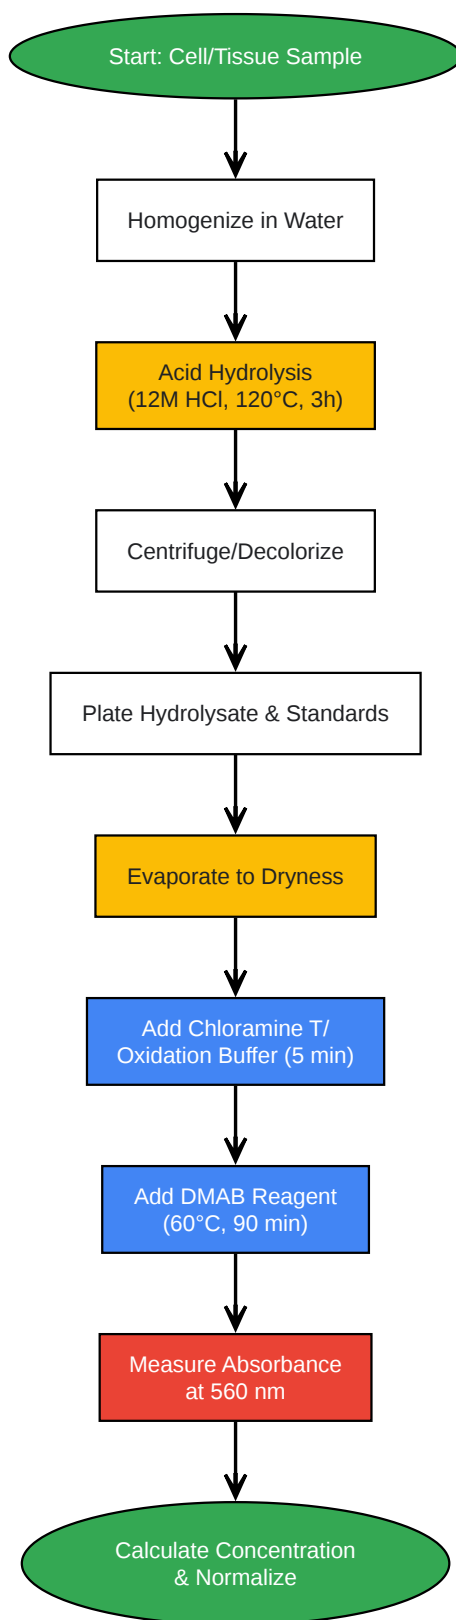 Start: Cell/Tissue Sample
Homogenize in Water
Acid Hydrolysis
(12M HCl, 120°C, 3h)
Centrifuge/Decolorize
Plate Hydrolysate & Standards
Evaporate to Dryness
Add Chloramine T/
Oxidation Buffer (5 min)
Add DMAB Reagent
(60°C, 90 min)
Measure Absorbance
at 560 nm
Calculate Concentration
& Normalize